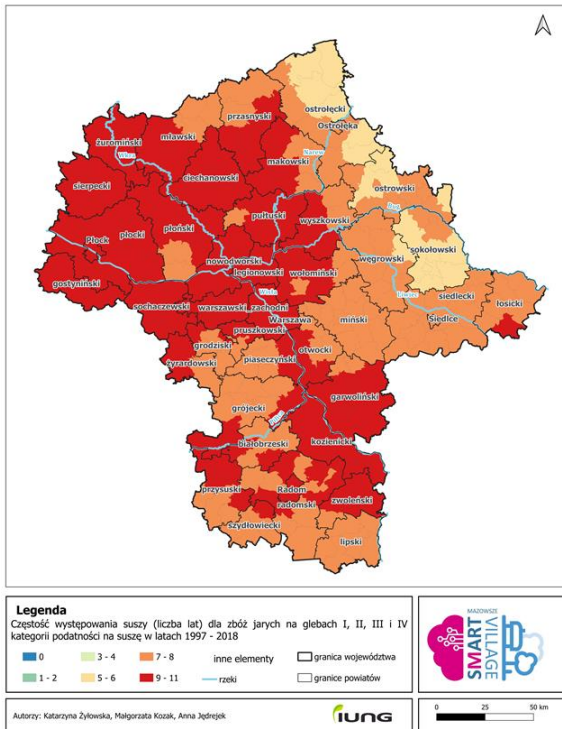 ostrołęcki
Ostrołęka
przasnyski
mławski
żuromiński
Wkra
Narew
makowski
ciechanowski
ostrowski
sierpecki
pułtuski
Bug
wyszkowski
płoński
Płock
płocki
sokołowski
węgrowski
nowodworski
legionowski
wołomiński
gostyniński
siedlecki
Liwiec
łosicki
Wisła
sochaczewski
warszawski zachodni
Siedlce
Warszawa
miński
pruszkowski
grodziski
otwocki
piaseczyński
żyrardowski
garwoliński
grójecki
Pilica
białobrzeski
kozienicki
przysuski
Radom
zwoleński
radomski
szydłowiecki
lipski
Legenda
Częstość występowania suszy (liczba lat) dla zbóż jarych na glebach I, II, III i IV
kategorii podatności na suszę w latach 1997 - 2018
0 3 - 4 7 - 8 inne elementy granica województwa
1 - 2 5 - 6 9 - 11 rzeki granice powiatów
MAZOWSZE
SMART
VILLAGE
Autorzy: Katarzyna Żyłowska, Małgorzata Kozak, Anna Jędrejek
IUNG
0 25 50 km